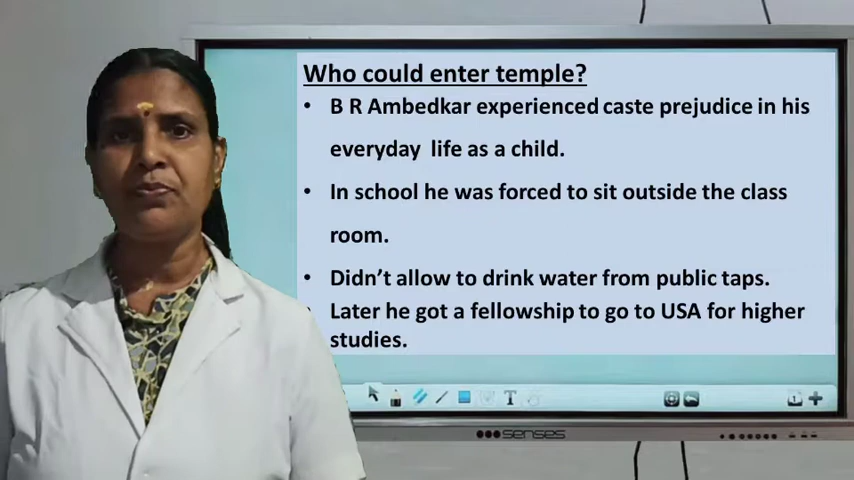 Who could enter temple?
• B R Ambedkar experienced caste prejudice in his
everyday life as a child.
• In school he was forced to sit outside the class
room.
• Didn't allow to drink water from public taps.
Later he got a fellowship to go to USA for higher
studies.
T
1
senses